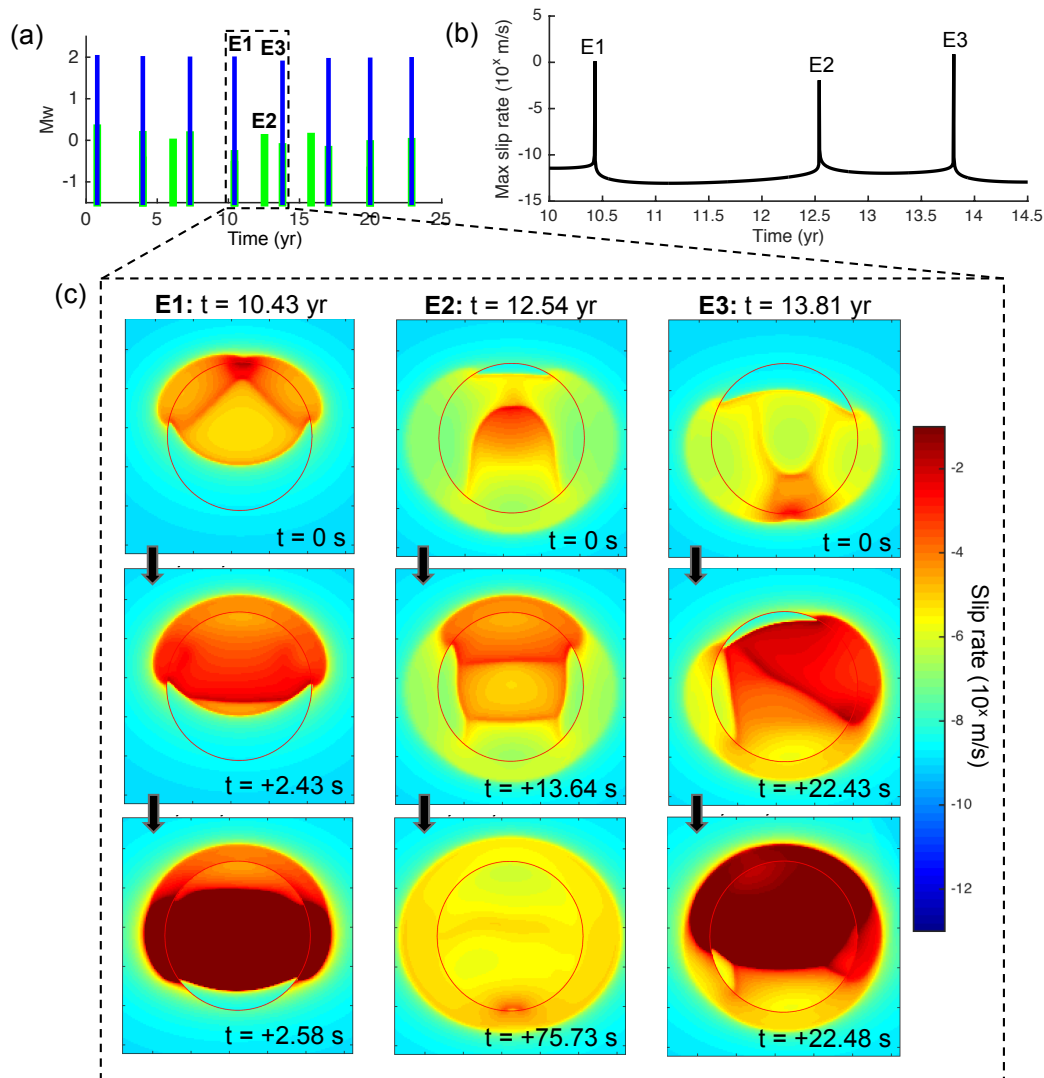 (a)
(b)
E1 E3
E2
Mw
2
1
0
-1
0 5 10 15 20 25
Time (yr)
Max slip rate (10ˣ m/s)
5
0
-5
-10
-15
E1
E2
E3
10 10.5 11 11.5 12 12.5 13 13.5 14 14.5
Time (yr)
(c)
E1: t = 10.43 yr
E2: t = 12.54 yr
E3: t = 13.81 yr
t = 0 s
t = 0 s
t = 0 s
t = +2.43 s
t = +13.64 s
t = +22.43 s
t = +2.58 s
t = +75.73 s
t = +22.48 s
-2
-4
-6
-8
-10
-12
Slip rate (10ˣ m/s)